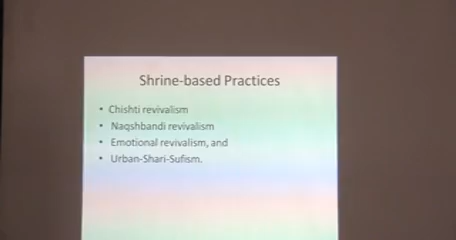 Shrine-based Practices
• Chishti revivalism
• Naqshbandi revivalism
• Emotional revivalism, and
• Urban-Shari-Sufism.